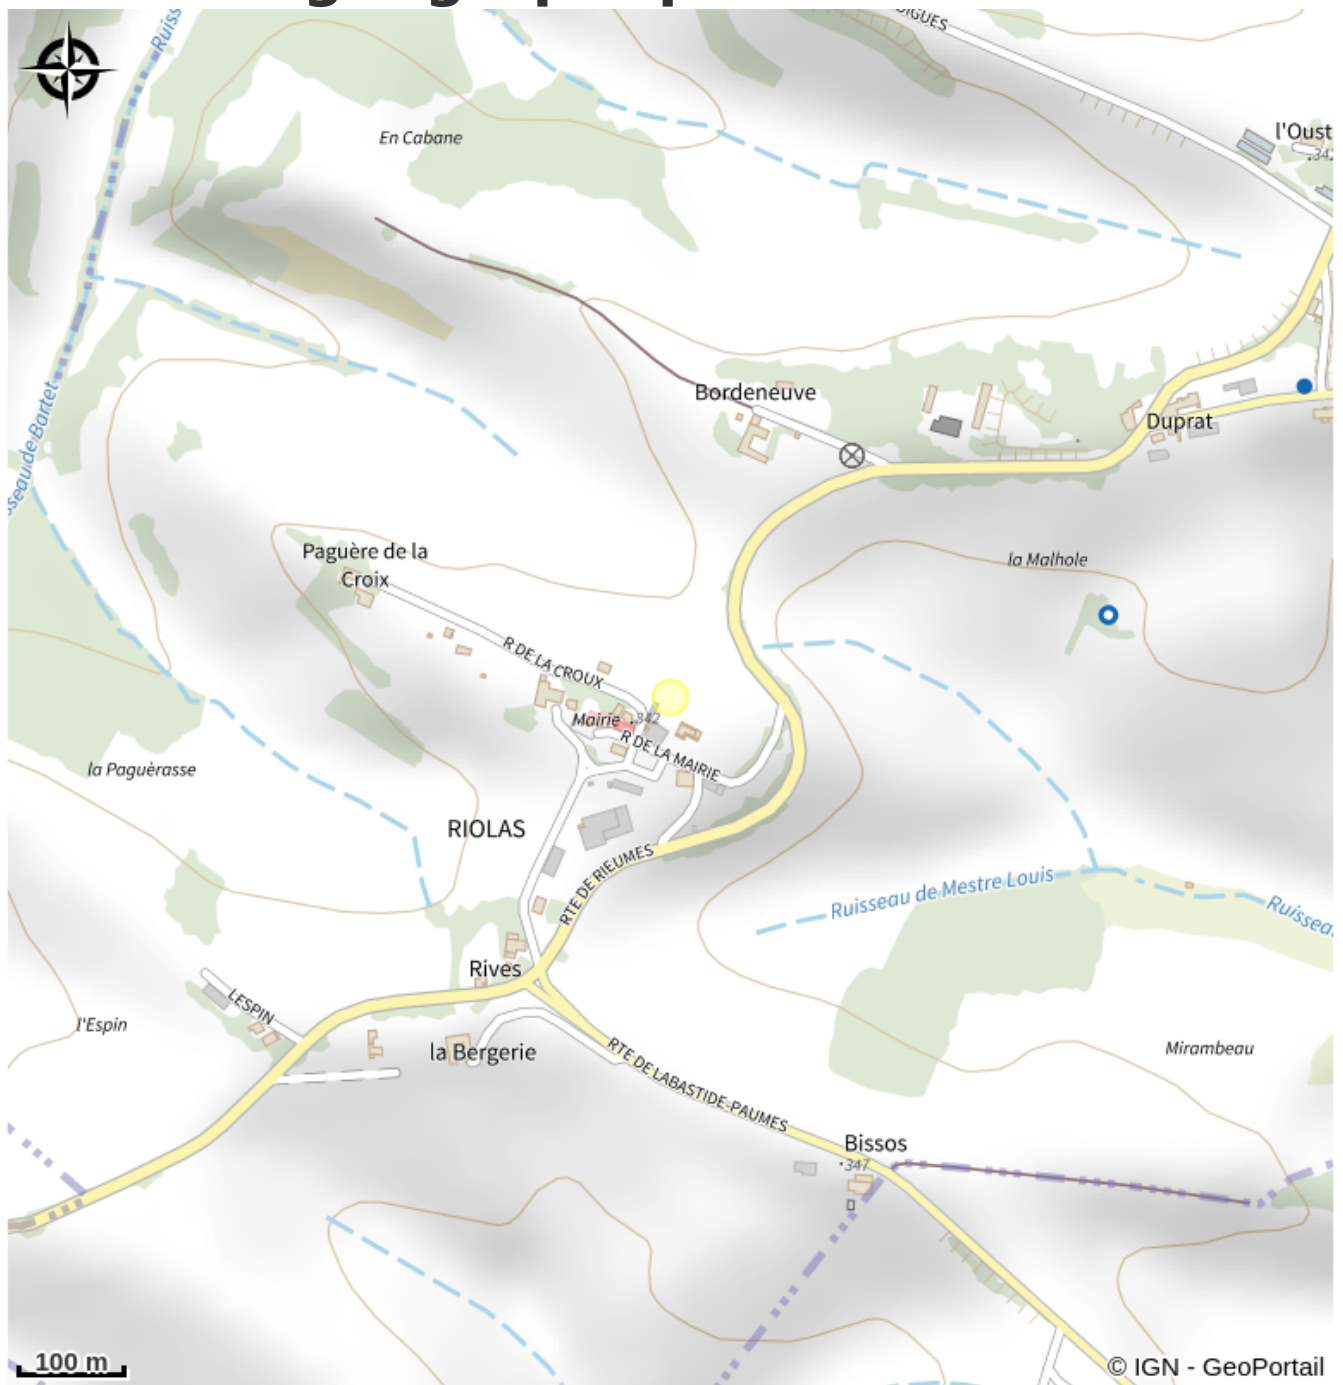 En Cabane
l'Oust
342
Bordeneuve
Duprat
Paguère de la
Croix
la Malhole
R DE LA CROUX
Mairie
342
R DE LA MAIRIE
la Paguèrasse
RIOLAS
RTE DE RIEUMES
Ruisseau de Mestre Louis
Rives
LESPIN
l'Espin
la Bergerie
RTE DE LABASTIDE-PAUMES
Mirambeau
Bissos
347
100 m
© IGN - GeoPortail